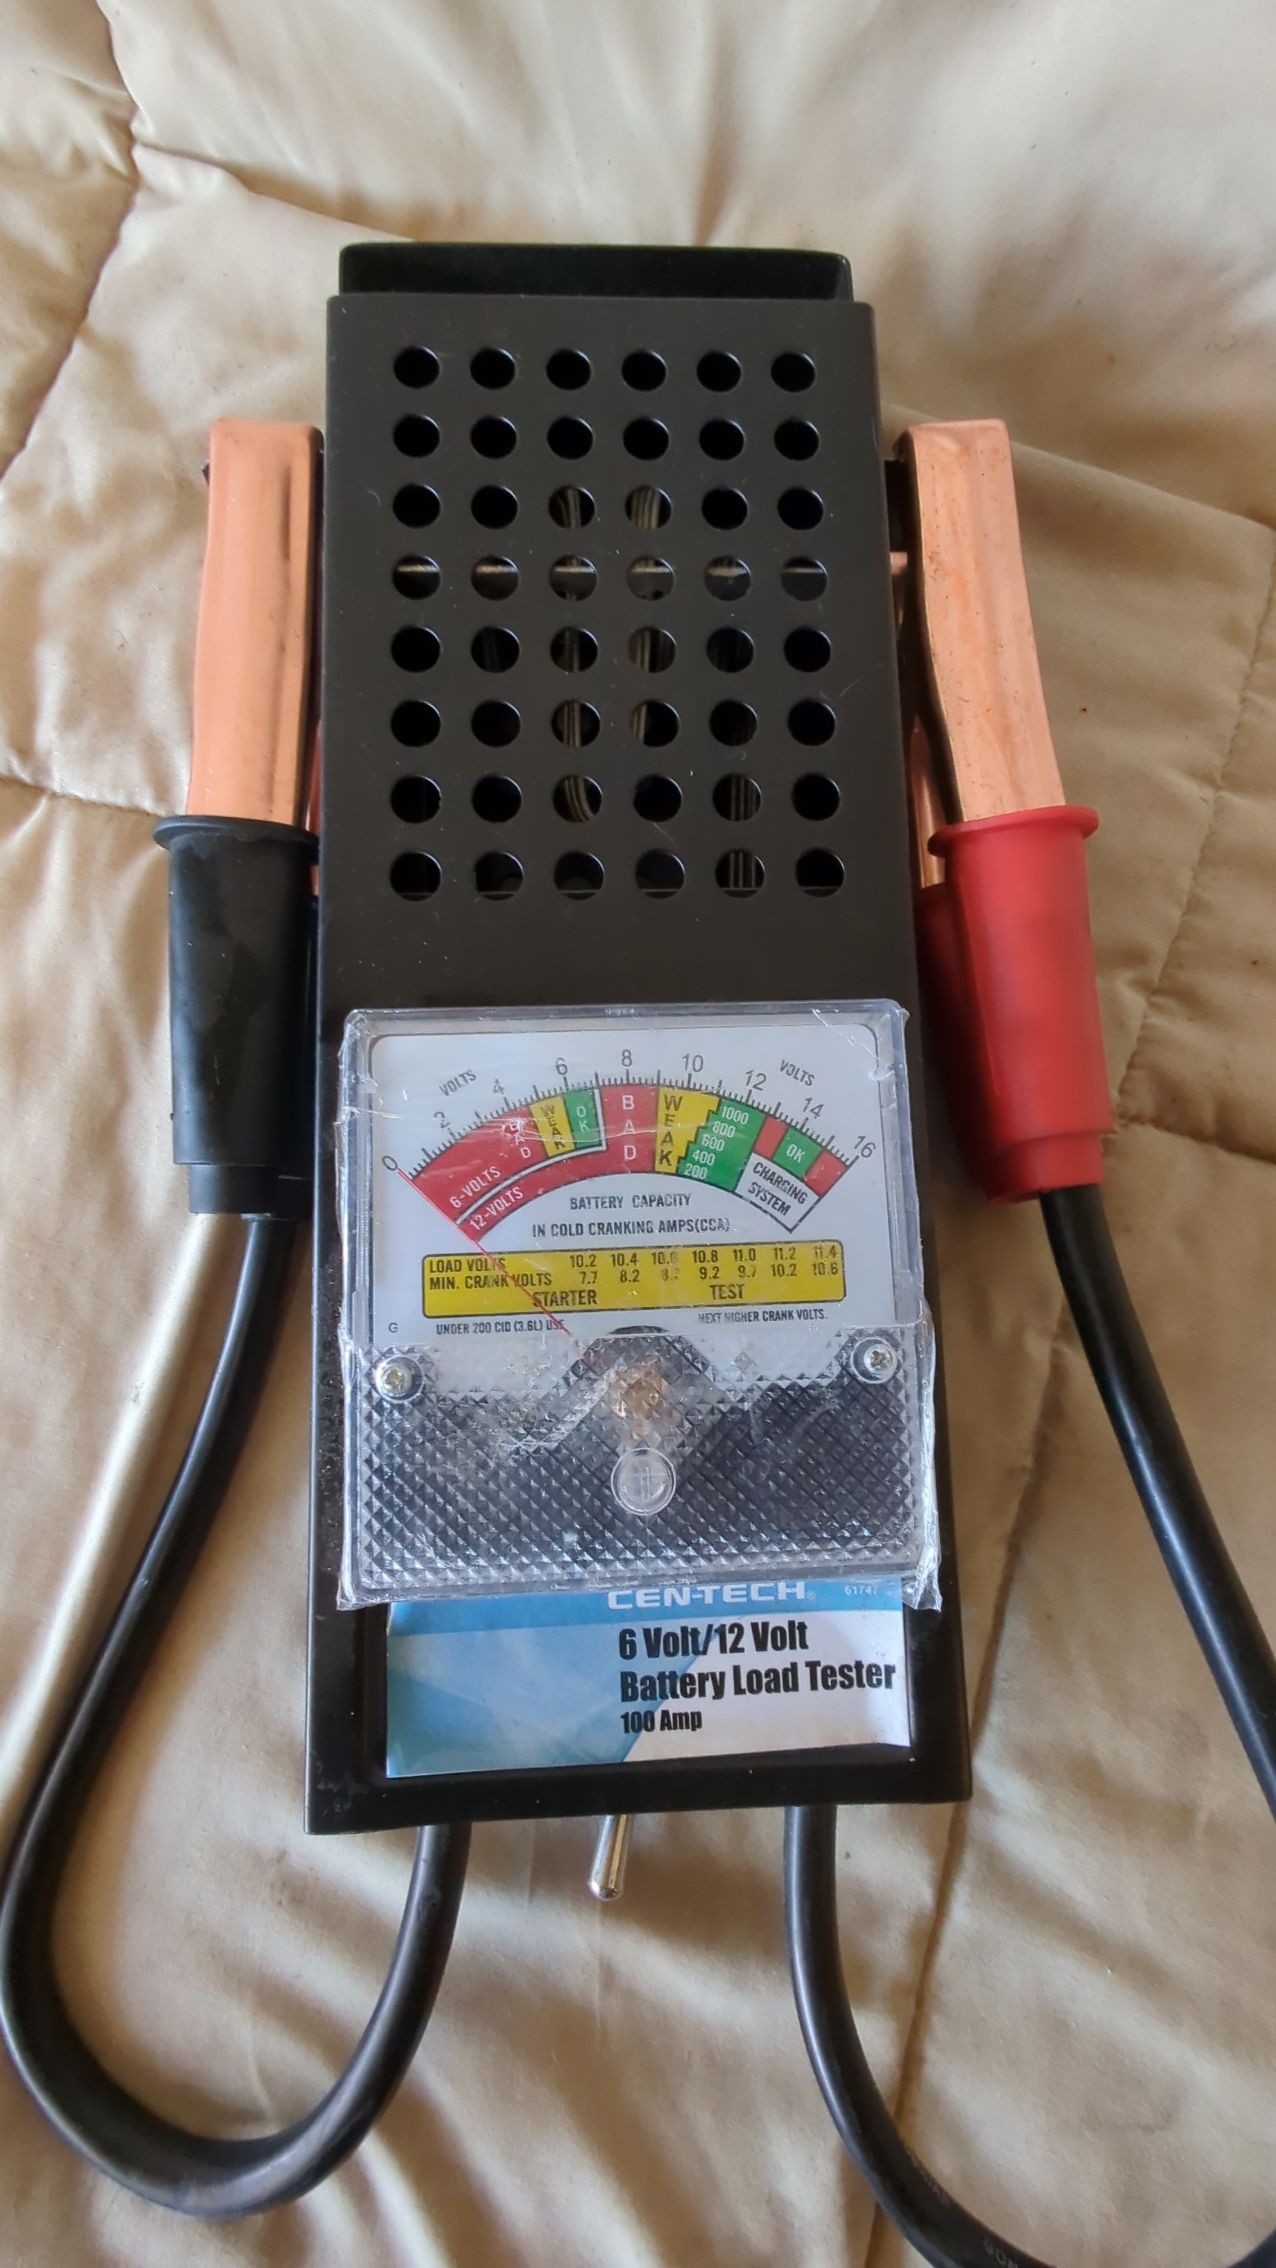 VOLTS
VOLTS
0 2 4 6 8 10 12 14 16
WEAK
OK
BAD
WEAK
1000
800
600
400
200
OK
6-VOLTS
12-VOLTS
CHARGING
SYSTEM
BATTERY CAPACITY
IN COLD CRANKING AMPS(CCA)
LOAD VOLTS 10.2 10.4 10.8 11.0 11.2 11.4
MIN. CRANK VOLTS 7.7 8.2 9.2 9.7 10.2 10.6
STARTER TEST
G UNDER 200 CID (3.6L) USE NEXT HIGHER CRANK VOLTS.
CEN-TECH®
6 Volt/12 Volt
Battery Load Tester
100 Amp